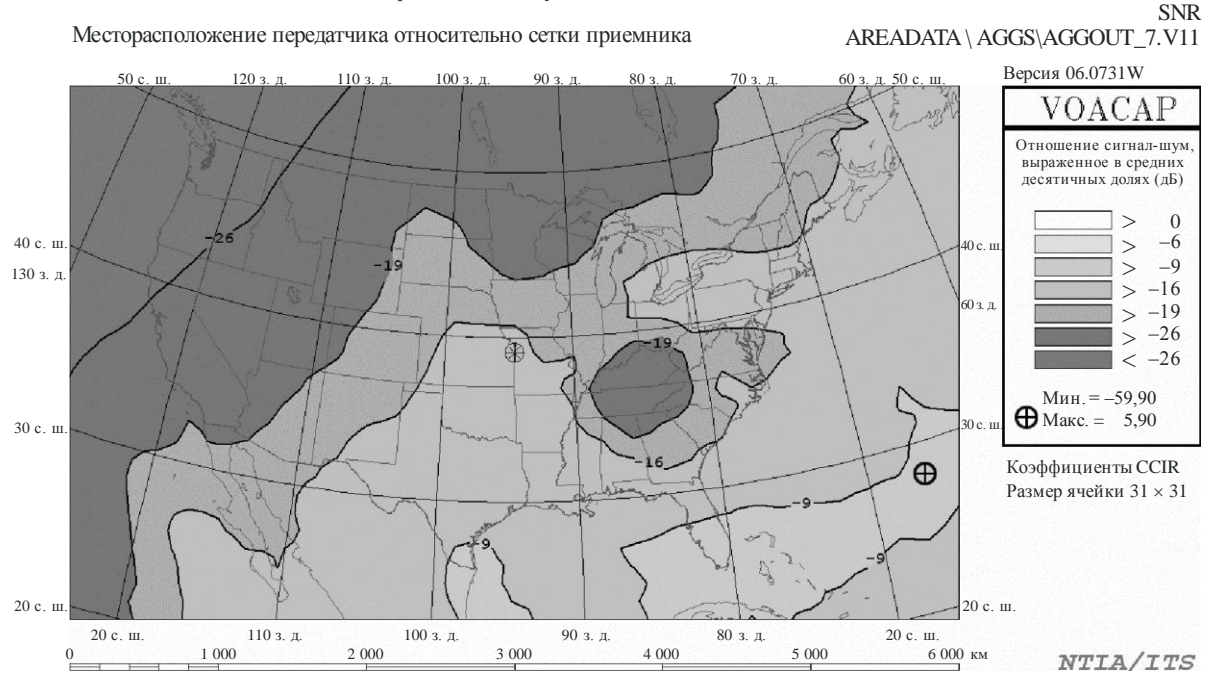 SNR
Месторасположение передатчика относительно сетки приемника
AREADATA \ AGGS\AGGOUT_7.V11
50 с. ш. 120 з. д. 110 з. д. 100 з. д. 90 з. д. 80 з. д. 70 з. д. 60 з. д. 50 с. ш.
Версия 06.0731W
VOACAP
Отношение сигнал-шум,
выраженное в средних
десятичных долях (дБ)
> 0
> –6
> –9
> –16
> –19
> –26
< –26
Мин. = –59,90
Макс. = 5,90
Коэффициенты CCIR
Размер ячейки 31 × 31
40 с. ш.
130 з. д.
30 с. ш.
20 с. ш.
-26
-19
-19
-16
-9
-9
-9
40 с. ш.
60 з. д.
30 с. ш.
20 с. ш.
20 с. ш. 110 з. д. 100 з. д. 90 з. д. 80 з. д. 20 с. ш.
0 1 000 2 000 3 000 4 000 5 000 6 000 км
NTIA/ITS